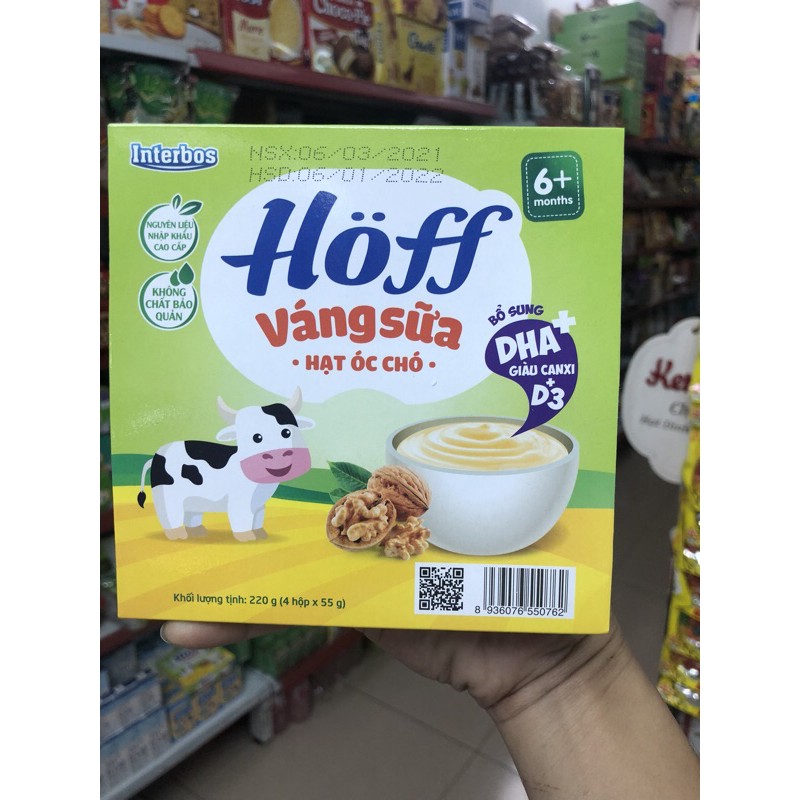 Interbos
NSX:06/03/2021
HSD:06/01/2022
6+
months
NGUYÊN LIỆU
NHẬP KHẨU
CAO CẤP
KHÔNG
CHẤT BẢO
QUẢN
Höff
Váng sữa
• HẠT ÓC CHÓ •
BỔ SUNG
DHA+
GIÀU CANXI
+
D3
Khối lượng tịnh: 220 g (4 hộp x 55 g)
8 936076 550762